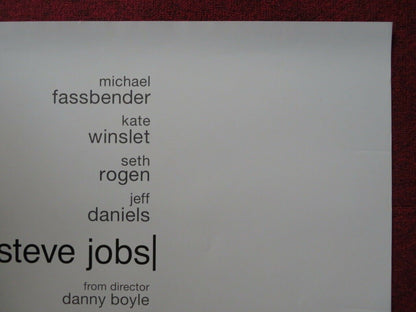 michael
fassbender
kate
winslet
seth
rogen
jeff
daniels
steve jobs|
from director
danny boyle